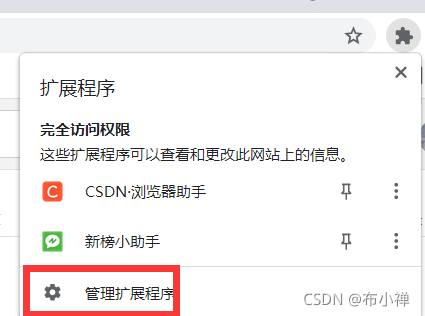 扩展程序
完全访问权限
这些扩展程序可以查看和更改此网站上的信息。
C CSDN·浏览器助手
新榜小助手
管理扩展程序
CSDN @布小禅